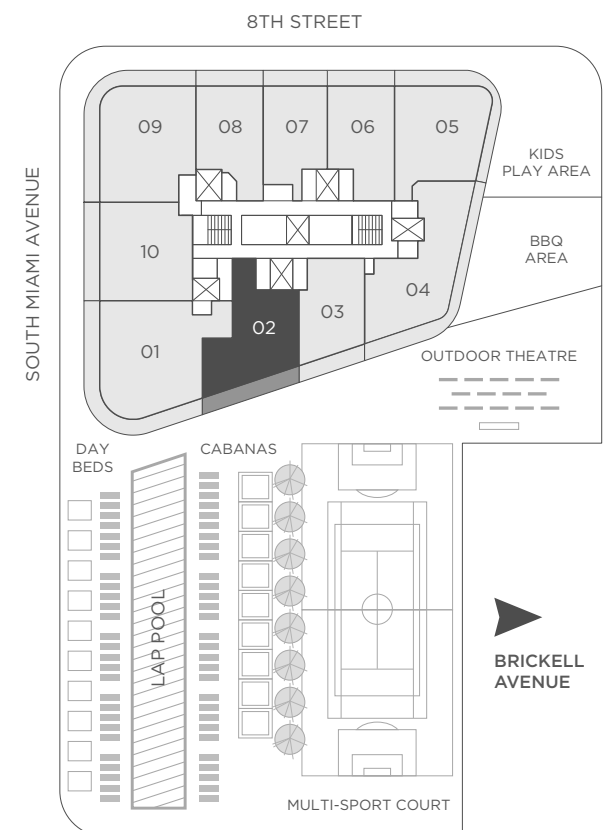 8TH STREET
SOUTH MIAMI AVENUE
09
08
07
06
05
KIDS
PLAY AREA
10
BBQ
AREA
04
03
02
01
OUTDOOR THEATRE
DAY
BEDS
CABANAS
LAP POOL
BRICKELL
AVENUE
MULTI-SPORT COURT